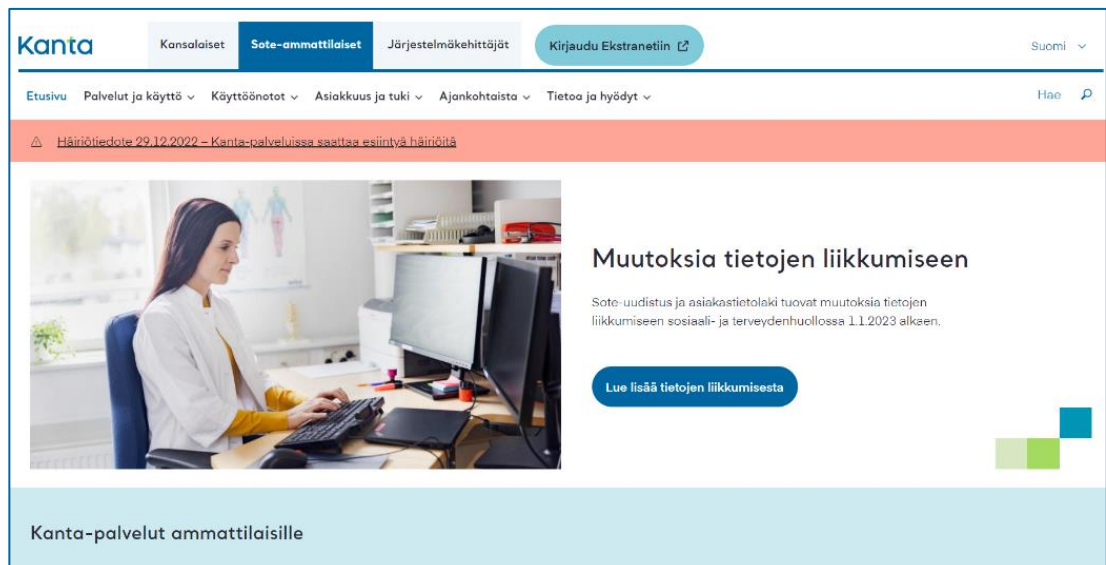 Kanta
Kansalaiset
Sote-ammattilaiset
Järjestelmäkehittäjät
Kirjaudu Ekstranetiin
Suomi
Etusivu
Palvelut ja käyttö
Käyttöönotot
Asiakkuus ja tuki
Ajankohtaista
Tietoa ja hyödyt
Hae
Häiriötiedote 29.12.2022 – Kanta-palveluissa saattaa esiintyä häiriöitä
Muutoksia tietojen liikkumiseen
Sote-uudistus ja asiakastietolaki tuovat muutoksia tietojen
liikkumiseen sosiaali- ja terveydenhuollossa 1.1.2023 alkaen.
Lue lisää tietojen liikkumisesta
Kanta-palvelut ammattilaisille